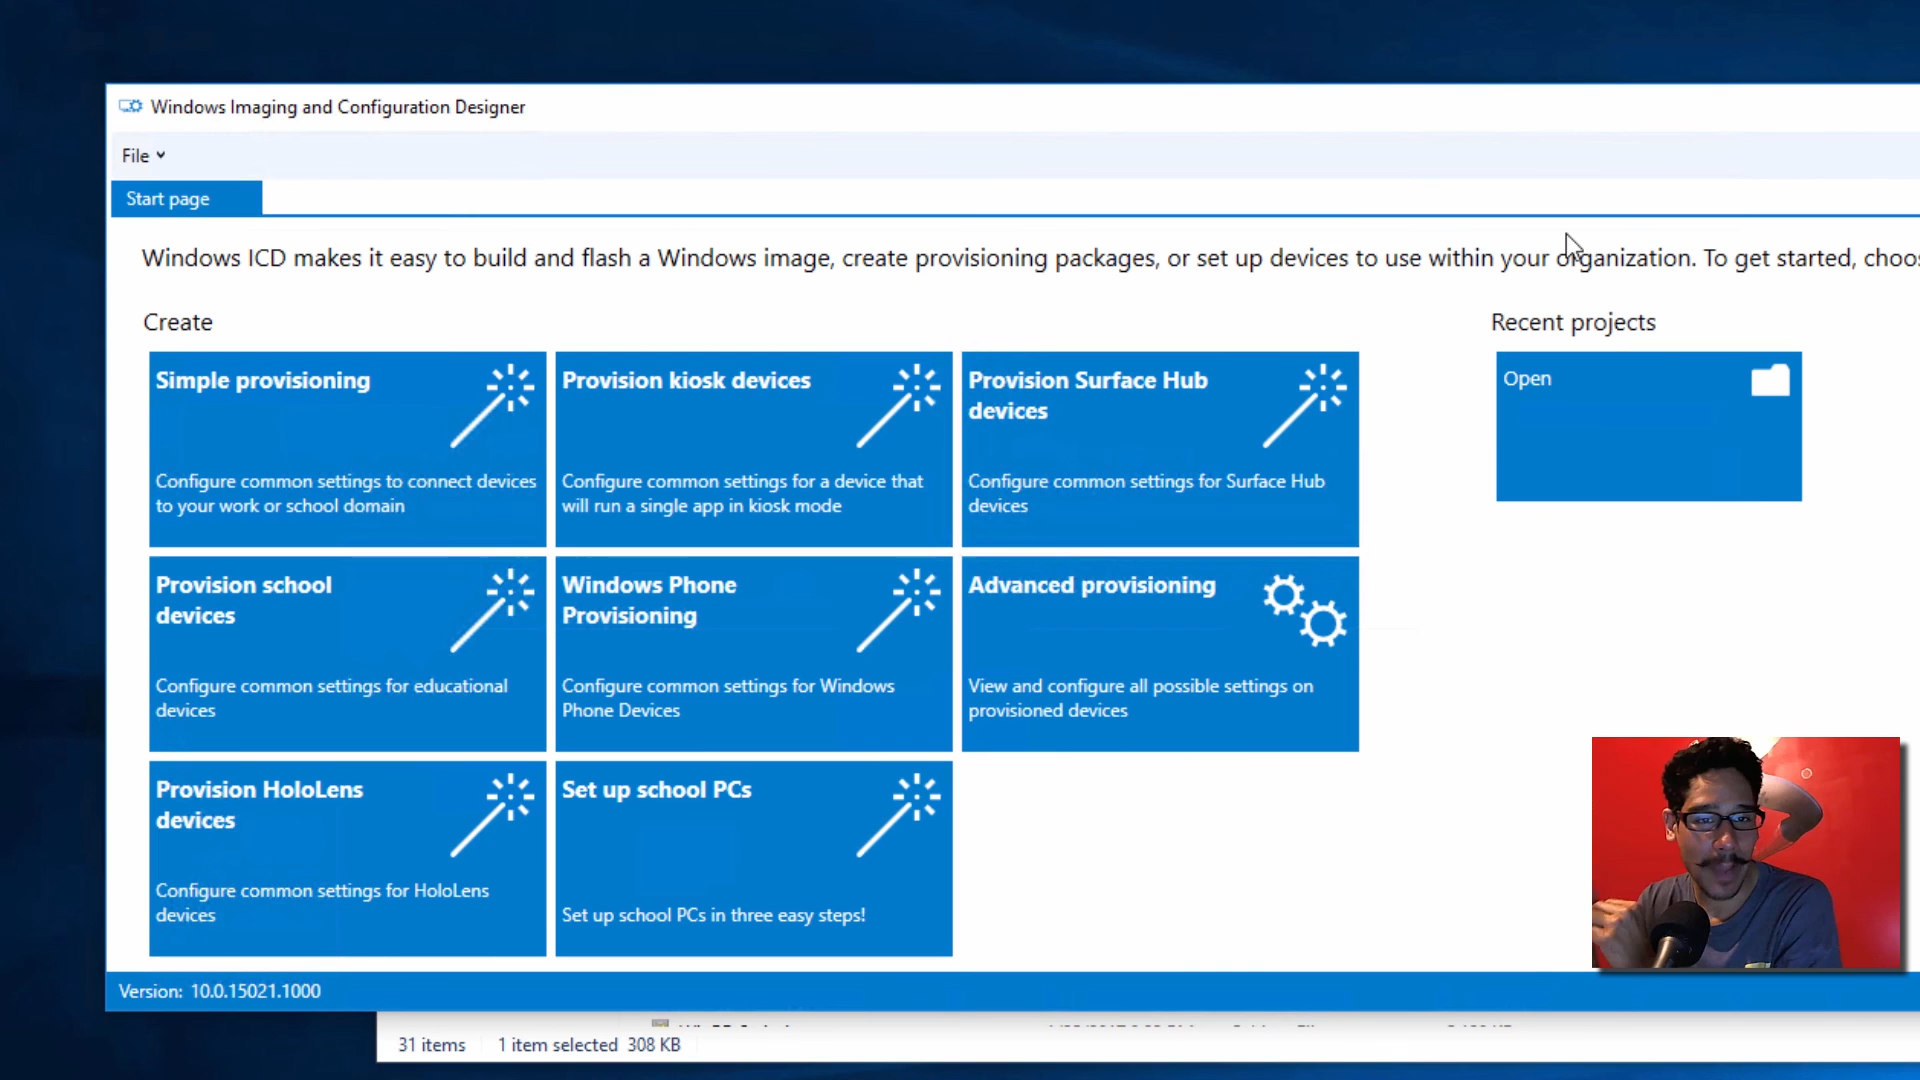 Windows Imaging and Configuration Designer
File
Start page
Windows ICD makes it easy to build and flash a Windows image, create provisioning packages, or set up devices to use within your organization. To get started, choos
Create
Recent projects
Simple provisioning
Configure common settings to connect devices
to your work or school domain
Provision kiosk devices
Configure common settings for a device that
will run a single app in kiosk mode
Provision Surface Hub
devices
Configure common settings for Surface Hub
devices
Open
Provision school
devices
Configure common settings for educational
devices
Windows Phone
Provisioning
Configure common settings for Windows
Phone Devices
Advanced provisioning
View and configure all possible settings on
provisioned devices
Provision HoloLens
devices
Configure common settings for HoloLens
devices
Set up school PCs
Set up school PCs in three easy steps!
Version: 10.0.15021.1000
31 items 1 item selected 308 KB